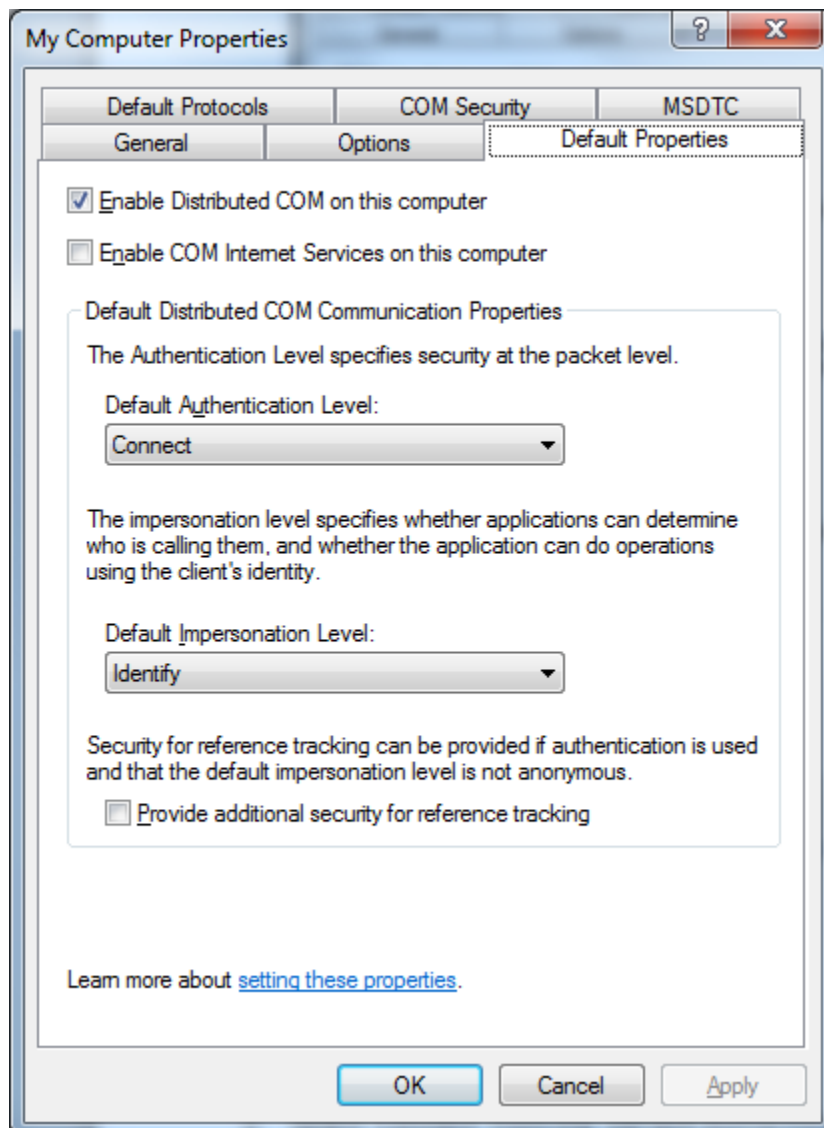 My Computer Properties
Default Protocols COM Security MSDTC
General Options Default Properties
Enable Distributed COM on this computer
Enable COM Internet Services on this computer
Default Distributed COM Communication Properties
The Authentication Level specifies security at the packet level.
Default Authentication Level:
Connect
The impersonation level specifies whether applications can determine
who is calling them, and whether the application can do operations
using the client's identity.
Default Impersonation Level:
Identify
Security for reference tracking can be provided if authentication is used
and that the default impersonation level is not anonymous.
Provide additional security for reference tracking
Learn more about setting these properties.
OK Cancel Apply